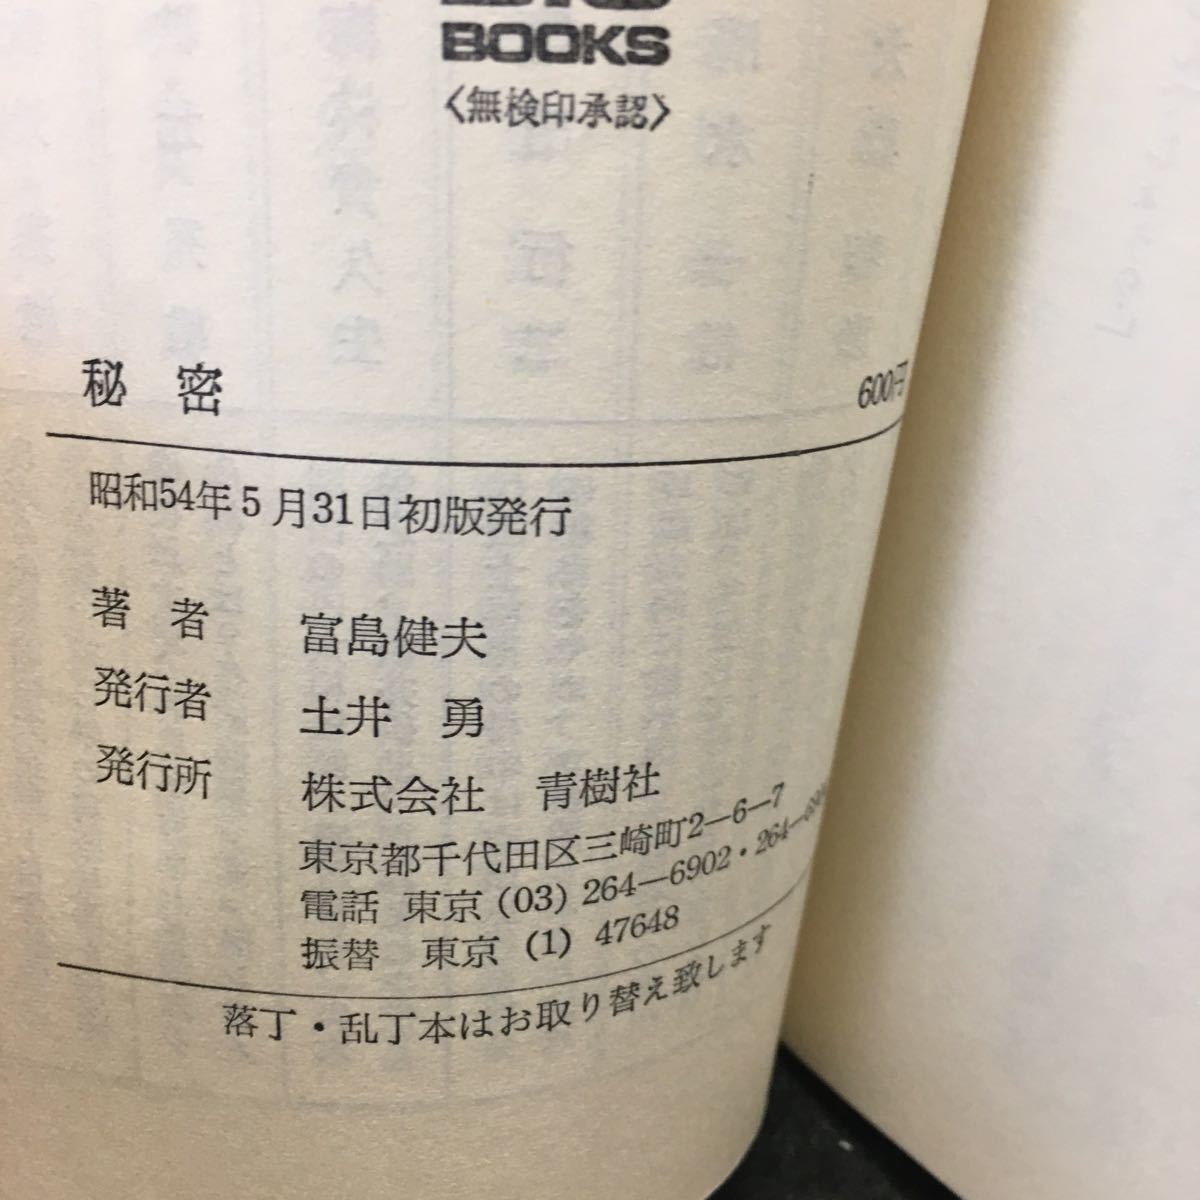 BOOKS
〈無検印承認〉
秘密 600円
昭和54年5月31日初版発行
著者 富島健夫
発行者 土井 勇
発行所 株式会社 青樹社
東京都千代田区三崎町2―6―7
電話 東京 (03) 264―6902・264―
振替 東京 (1) 47648
落丁・乱丁本はお取り替え致します